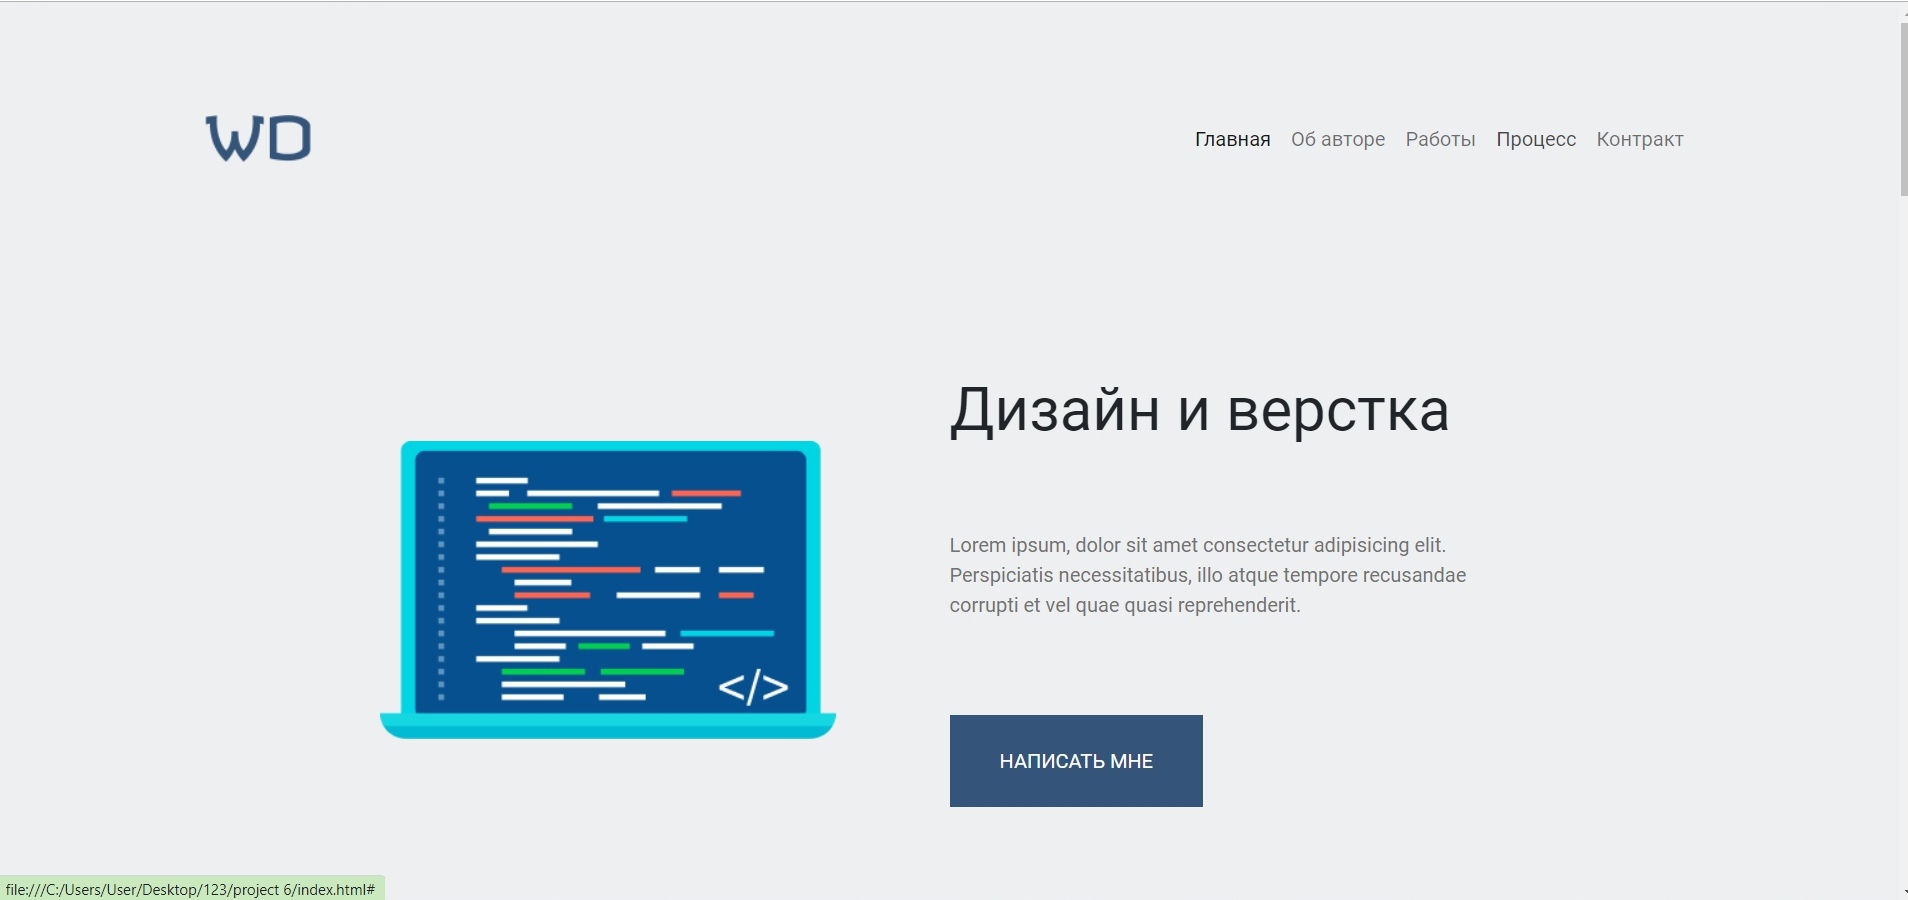 WD
Главная Об авторе Работы Процесс Контракт
Дизайн и верстка
Lorem ipsum, dolor sit amet consectetur adipisicing elit.
Perspiciatis necessitatibus, illo atque tempore recusandae
corrupti et vel quae quasi reprehenderit.
</>
НАПИСАТЬ МНЕ
file:///C:/Users/User/Desktop/123/project 6/index.html#